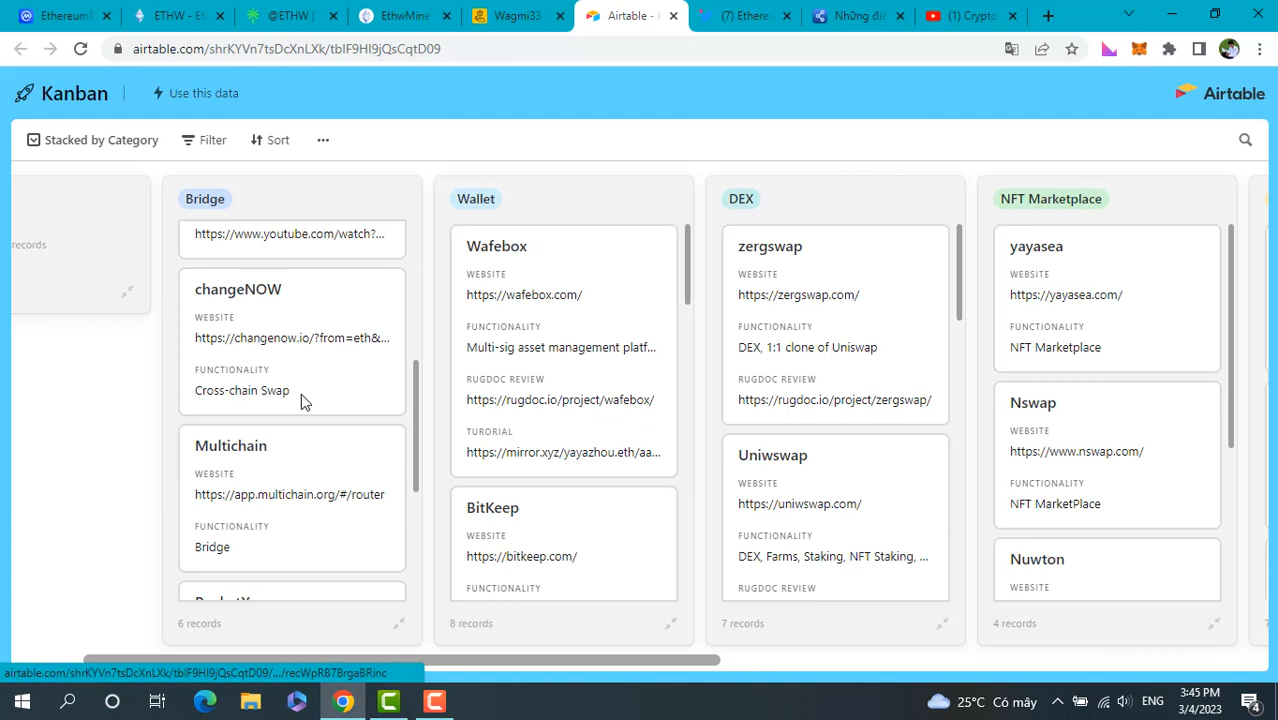 EthereumP
ETHW - Eth
@ETHW |
EthwMine
Wagmi33
Airtable -
(7) Ethere
Những điề
(1) Crypto
airtable.com/shrKYVn7tsDcXnLXk/tblF9HI9jQsCqtD09
Kanban
Use this data
Airtable
Stacked by Category
Filter
Sort
records
Bridge
https://www.youtube.com/watch?...
changeNOW
WEBSITE
https://changenow.io/?from=eth&...
FUNCTIONALITY
Cross-chain Swap
Multichain
WEBSITE
https://app.multichain.org/#/router
FUNCTIONALITY
Bridge
6 records
Wallet
Wafebox
WEBSITE
https://wafebox.com/
FUNCTIONALITY
Multi-sig asset management platf...
RUGDOC REVIEW
https://rugdoc.io/project/wafebox/
TURORIAL
https://mirror.xyz/yayazhou.eth/aa...
BitKeep
WEBSITE
https://bitkeep.com/
FUNCTIONALITY
8 records
DEX
zergswap
WEBSITE
https://zergswap.com/
FUNCTIONALITY
DEX, 1:1 clone of Uniswap
RUGDOC REVIEW
https://rugdoc.io/project/zergswap/
Uniwswap
WEBSITE
https://uniwswap.com/
FUNCTIONALITY
DEX, Farms, Staking, NFT Staking, ...
RUGDOC REVIEW
7 records
NFT Marketplace
yayasea
WEBSITE
https://yayasea.com/
FUNCTIONALITY
NFT Marketplace
Nswap
WEBSITE
https://www.nswap.com/
FUNCTIONALITY
NFT MarketPlace
Nuwton
WEBSITE
4 records
7
airtable.com/shrKYVn7tsDcXnLXk/tblF9HI9jQsCqtD09/.../recWpRB7BrgaBRinc
25°C Có mây
ENG
3:45 PM
3/4/2023
4